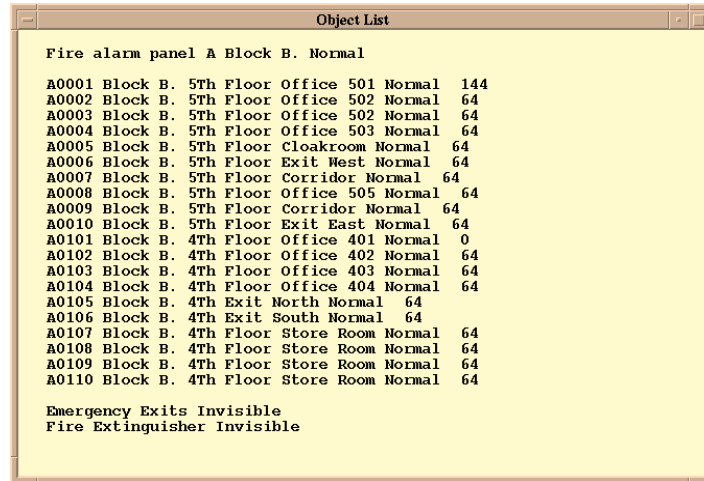 Object List
Fire alarm panel A Block B. Normal
A0001 Block B. 5Th Floor Office 501 Normal 144
A0002 Block B. 5Th Floor Office 502 Normal 64
A0003 Block B. 5Th Floor Office 502 Normal 64
A0004 Block B. 5Th Floor Office 503 Normal 64
A0005 Block B. 5Th Floor Cloakroom Normal 64
A0006 Block B. 5Th Floor Exit West Normal 64
A0007 Block B. 5Th Floor Corridor Normal 64
A0008 Block B. 5Th Floor Office 505 Normal 64
A0009 Block B. 5Th Floor Corridor Normal 64
A0010 Block B. 5Th Floor Exit East Normal 64
A0101 Block B. 4Th Floor Office 401 Normal 0
A0102 Block B. 4Th Floor Office 402 Normal 64
A0103 Block B. 4Th Floor Office 403 Normal 64
A0104 Block B. 4Th Floor Office 404 Normal 64
A0105 Block B. 4Th Exit North Normal 64
A0106 Block B. 4Th Exit South Normal 64
A0107 Block B. 4Th Floor Store Room Normal 64
A0108 Block B. 4Th Floor Store Room Normal 64
A0109 Block B. 4Th Floor Store Room Normal 64
A0110 Block B. 4Th Floor Store Room Normal 64
Emergency Exits Invisible
Fire Extinguisher Invisible